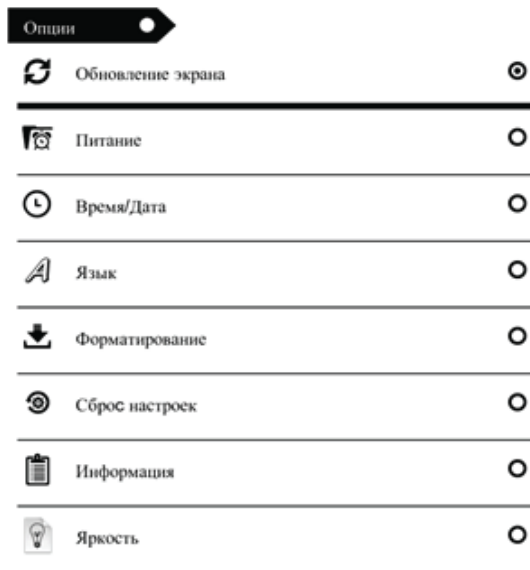 Опции
Обновление экрана
Питание
Время/Дата
Язык
Форматирование
Сброс настроек
Информация
Яркость